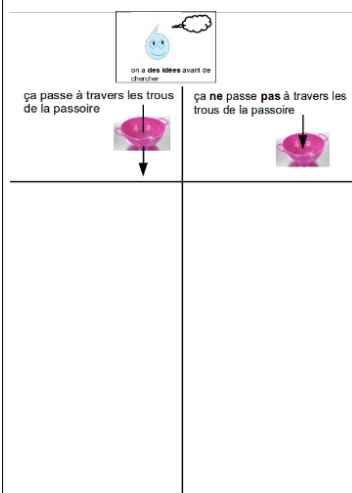 on a des idées avant de
chercher
ça passe à travers les trous
de la passoire
ça ne passe pas à travers les
trous de la passoire